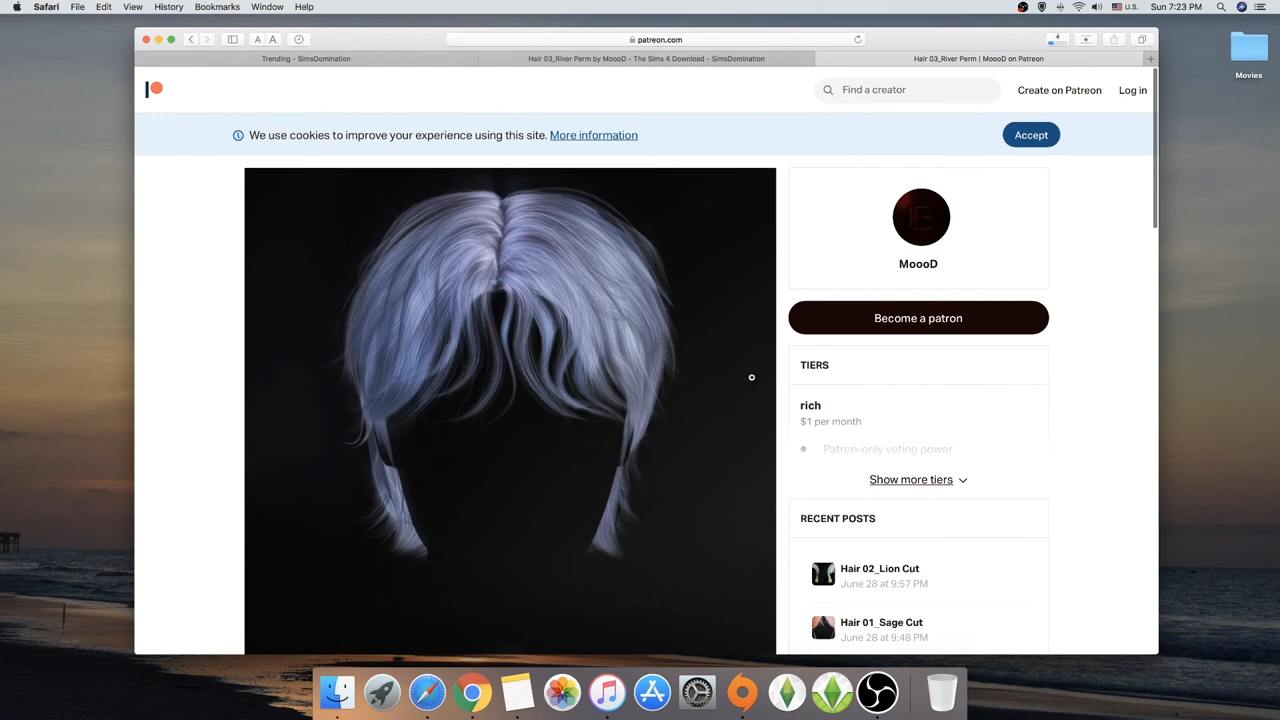 Safari File Edit View History Bookmarks Window Help U.S. Sun 7:23 PM
A A patreon.com
Movies
Trending - SimsDomination Hair 03_River Perm by MoooD - The Sims 4 Download - SimsDomination Hair 03_River Perm | MoooD on Patreon
Find a creator Create on Patreon Log in
We use cookies to improve your experience using this site. More information Accept
MoooD
Become a patron
TIERS
rich
$1 per month
Patron-only voting power
Show more tiers
RECENT POSTS
Hair 02_Lion Cut
June 28 at 9:57 PM
Hair 01_Sage Cut
June 28 at 9:48 PM